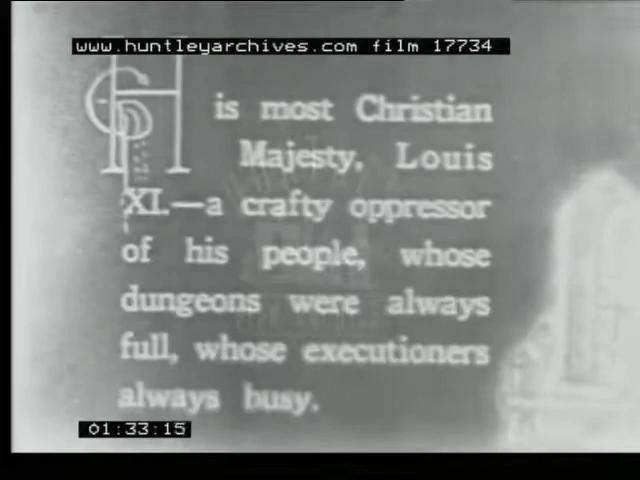 www.huntleyarchives.com film 17734
His most Christian
Majesty, Louis
XI.—a crafty oppressor
of his people, whose
dungeons were always
full, whose executioners
always busy.
01:33:15